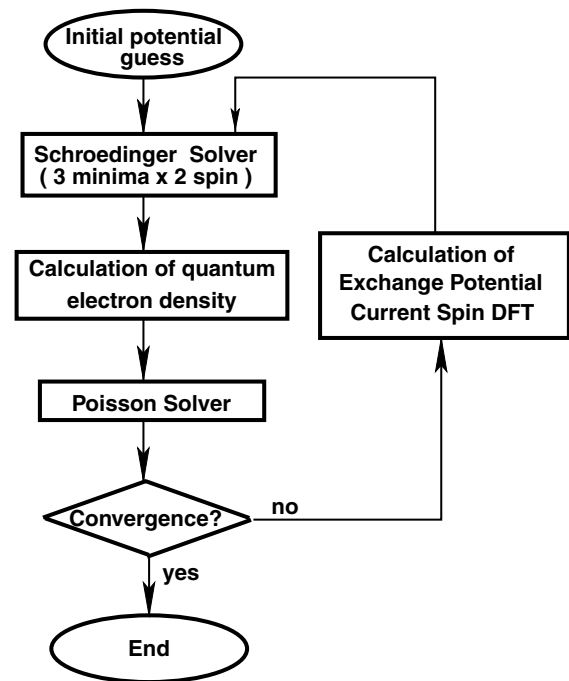 Initial potential
guess
Schroedinger Solver
( 3 minima x 2 spin )
Calculation of quantum
electron density
Calculation of
Exchange Potential
Current Spin DFT
Poisson Solver
Convergence?
no
yes
End